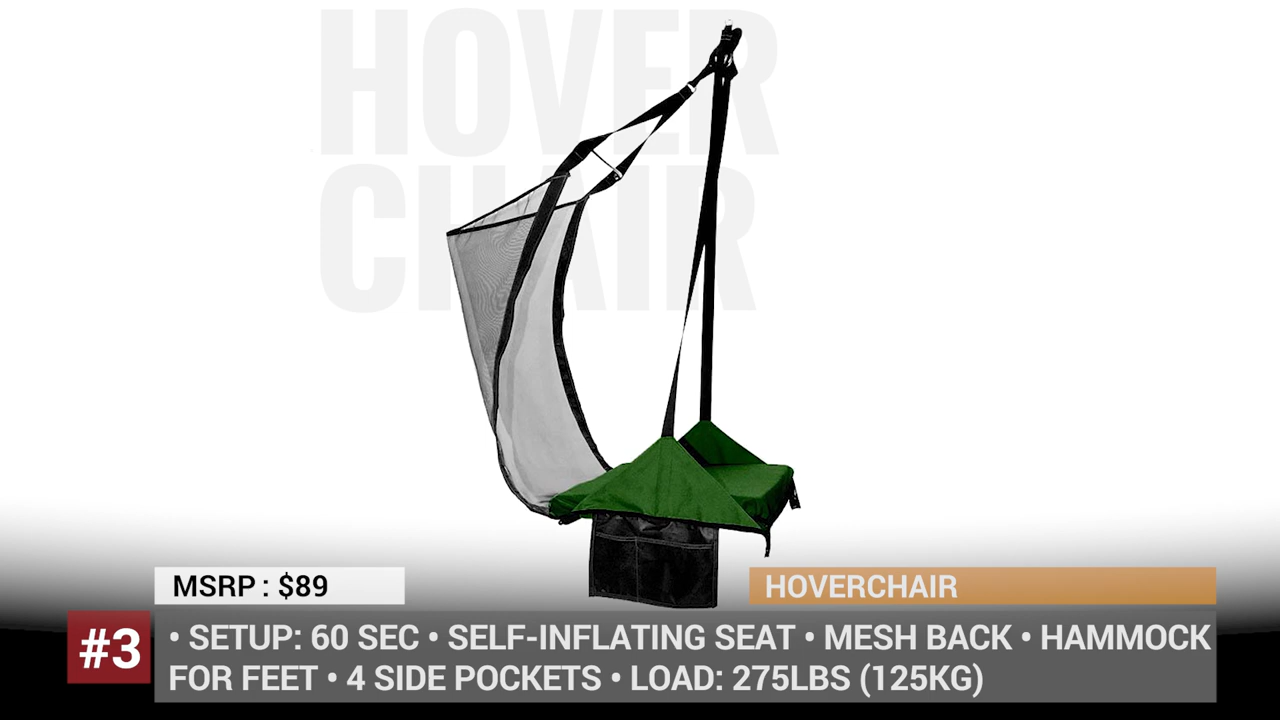 HOVER
CHAIR
MSRP : $89
HOVERCHAIR
#3
• SETUP: 60 SEC • SELF-INFLATING SEAT • MESH BACK • HAMMOCK
FOR FEET • 4 SIDE POCKETS • LOAD: 275LBS (125KG)